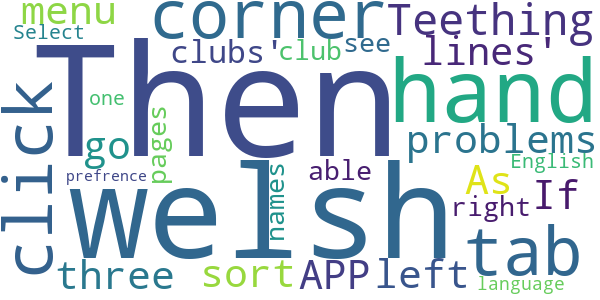 menu corner Teething
Select clubs' club see lines'
Then hand
click one go pages problems
English
prefrence able As
welsh names right If
tab
three sort APP left
language